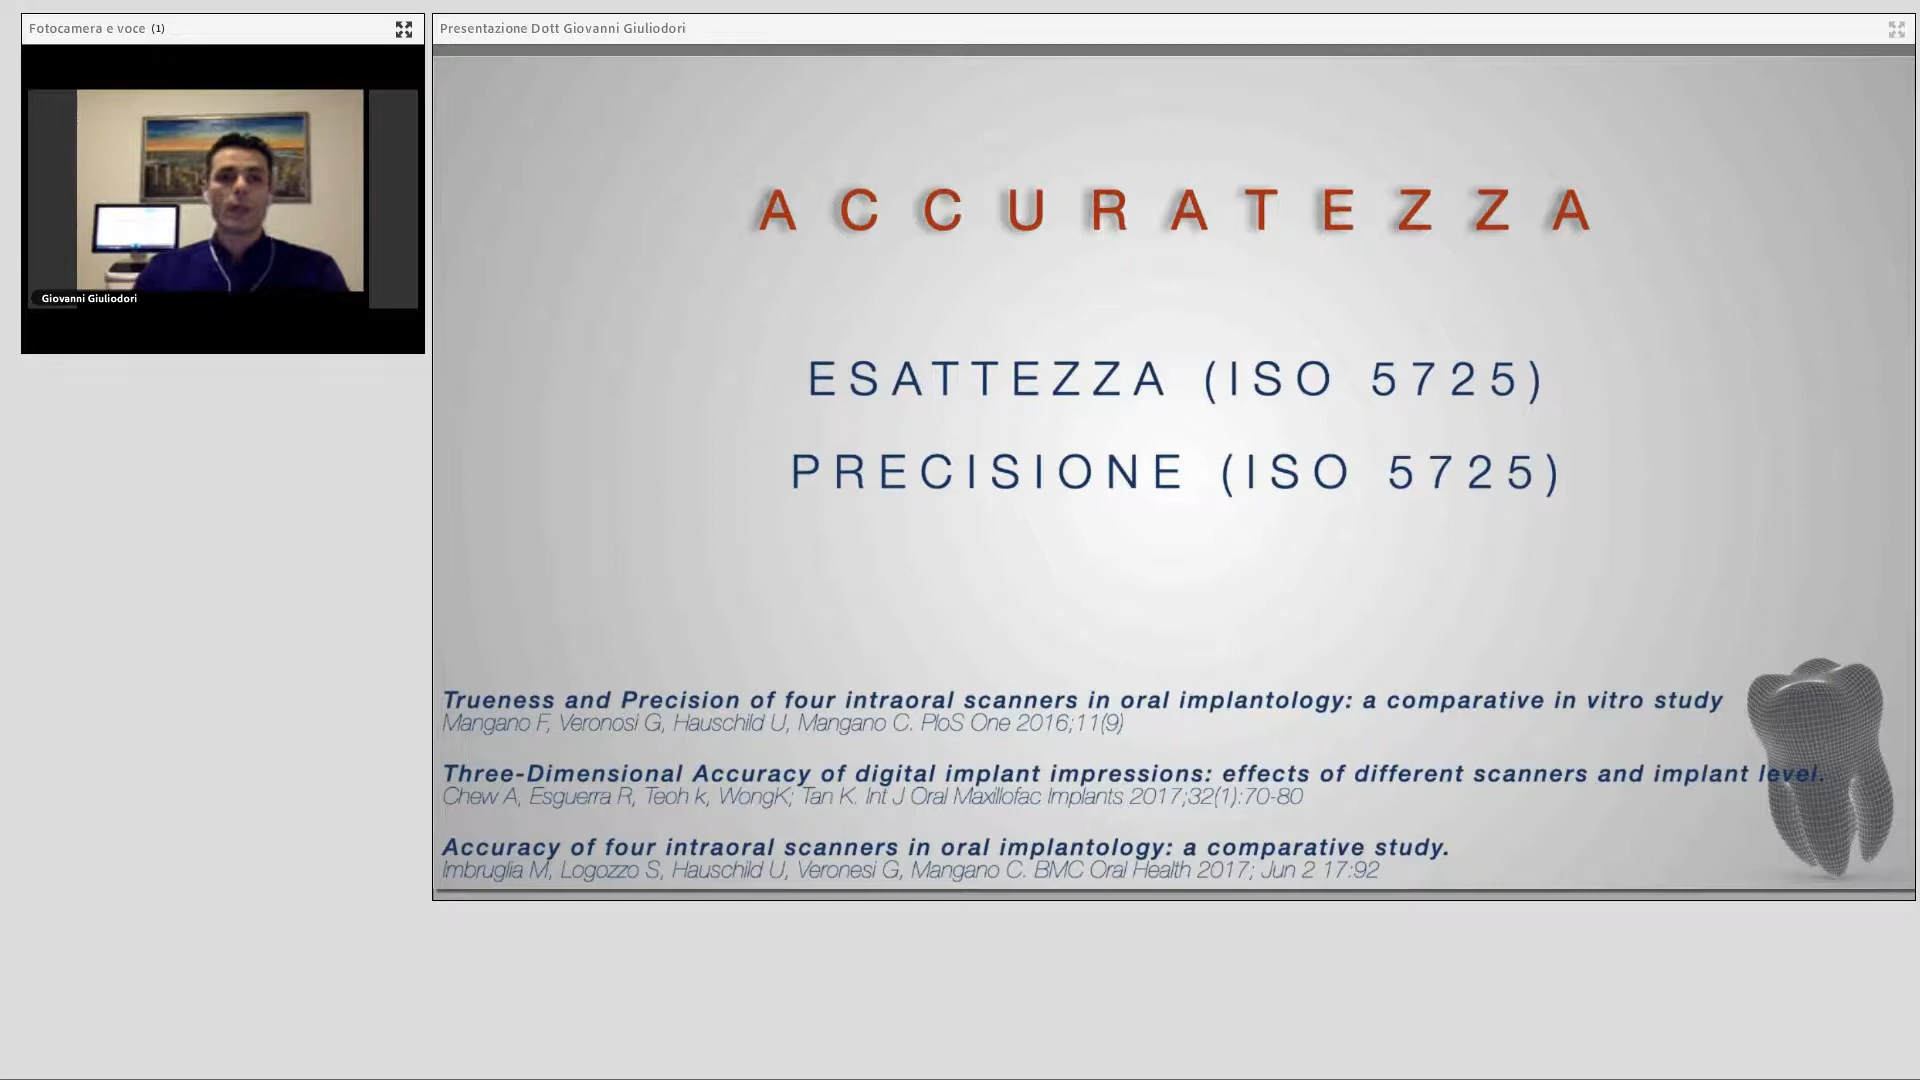 Fotocamera e voce (1)
Giovanni Giuliodori
Presentazione Dott Giovanni Giuliodori
ACCURATEZZA
ESATTEZZA (ISO 5725)
PRECISIONE (ISO 5725)
Trueness and Precision of four intraoral scanners in oral implantology: a comparative in vitro study
Mangano F, Veronosi G, Hauschild U, Mangano C. PloS One 2016;11(9)
Three-Dimensional Accuracy of digital implant impressions: effects of different scanners and implant level.
Chew A, Esguerra R, Teoh k, WongK; Tan K. Int J Oral Maxillofac Implants 2017;32(1):70-80
Accuracy of four intraoral scanners in oral implantology: a comparative study.
Imbruglia M, Logozzo S, Hauschild U, Veronesi G, Mangano C. BMC Oral Health 2017; Jun 2 17:92